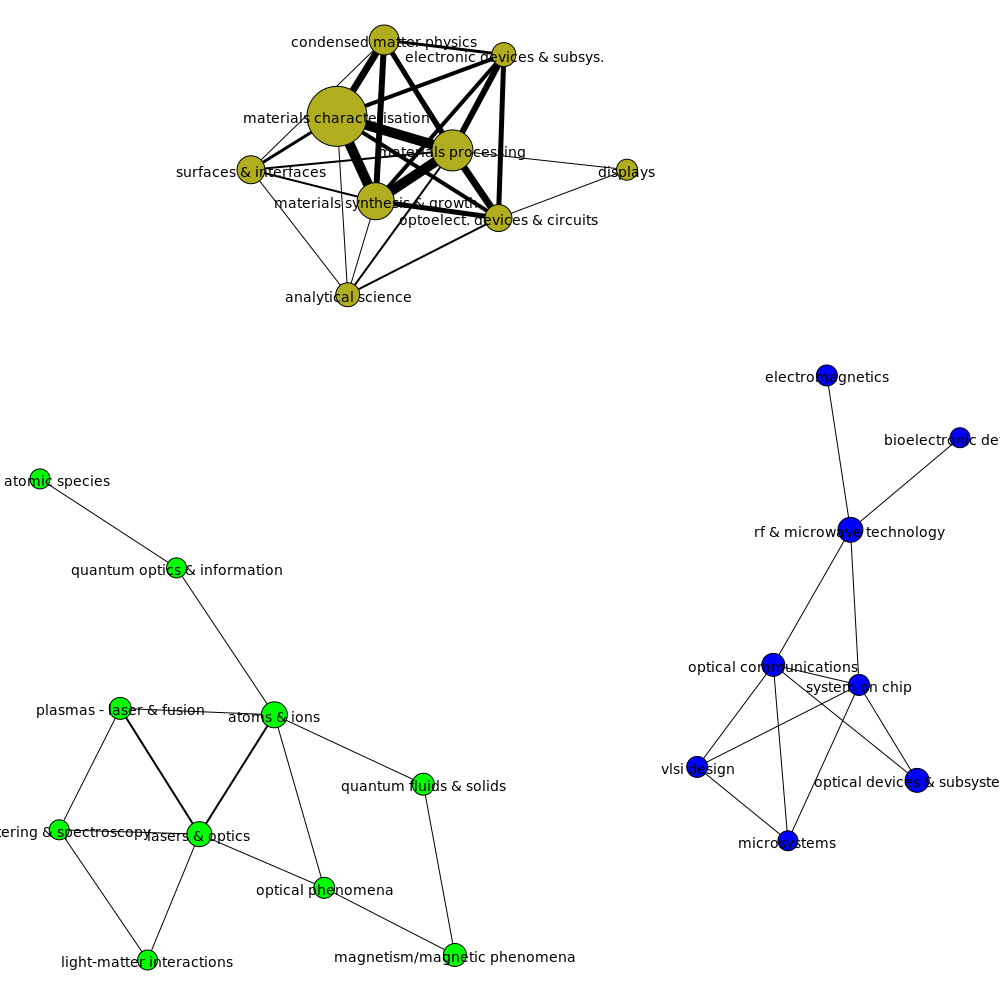 condensed matter physics
electronic devices & subsys.
materials characterisation
materials processing
surfaces & interfaces
displays
materials synthesis & growth
optoelect. devices & circuits
analytical science
electromagnetics
bioelectronic de
atomic species
rf & microwave technology
quantum optics & information
optical communications
system on chip
plasmas - laser & fusion
atoms & ions
vlsi design
optical devices & subsyste
quantum fluids & solids
tering & spectroscopy
lasers & optics
microsystems
optical phenomena
light-matter interactions
magnetism/magnetic phenomena